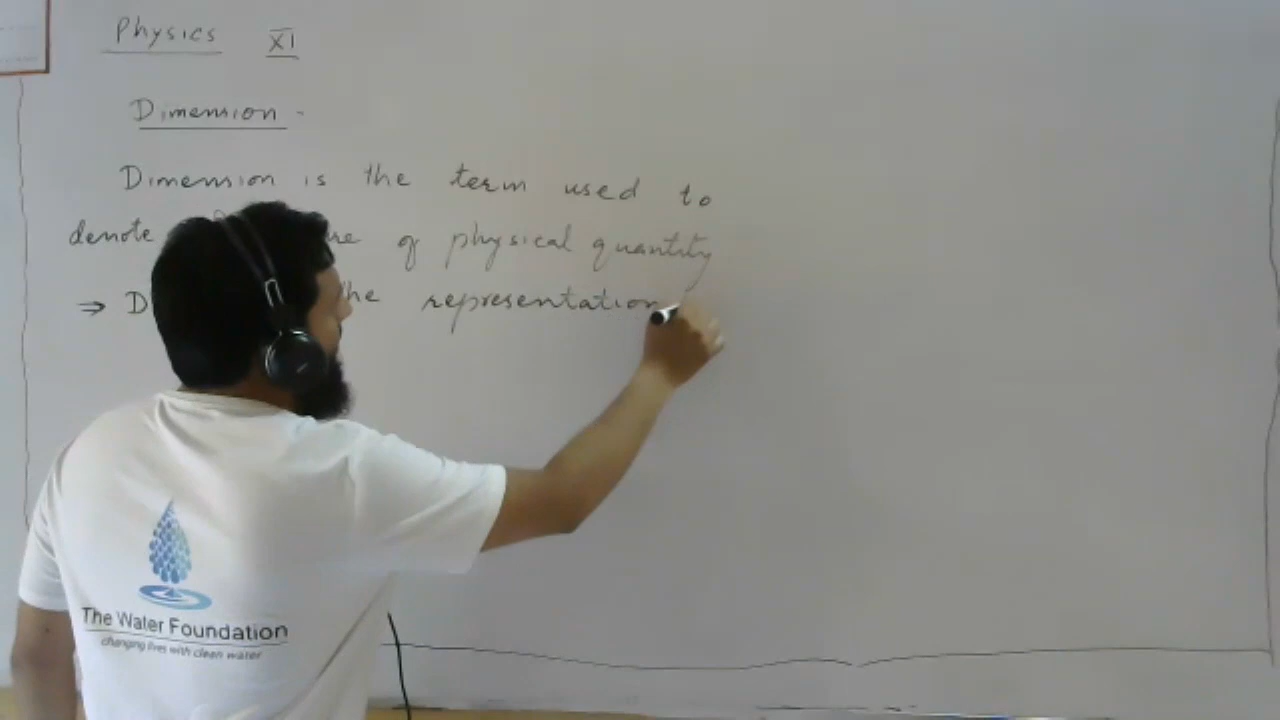 Physics XI
Dimension -
Dimension is the term used to
denote of physical quantity
⇒ the representation
The Water Foundation
changing lives with clean water